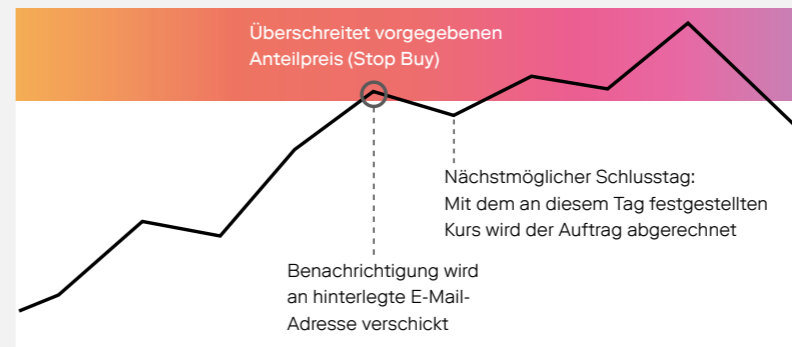 Überschreitet vorgegebenen
Anteilpreis (Stop Buy)
Nächstmöglicher Schlusstag:
Mit dem an diesem Tag festgestellten
Kurs wird der Auftrag abgerechnet
Benachrichtigung wird
an hinterlegte E-Mail-
Adresse verschickt